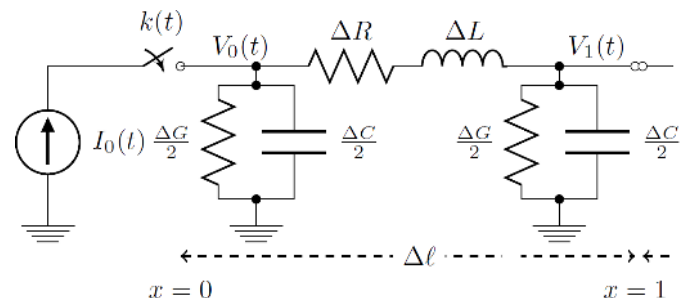 k(t)
V₀(t) ΔR ΔL V₁(t)
I₀(t) ΔG/2 ΔC/2 ΔG/2 ΔC/2
Δℓ
x = 0 x = 1